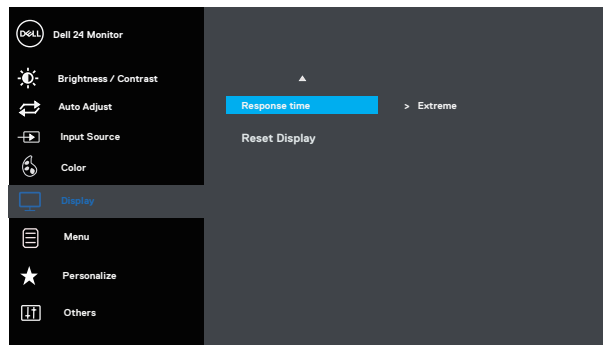 DELL
Dell 24 Monitor
Brightness / Contrast
Auto Adjust
Response time > Extreme
Input Source
Reset Display
Color
Display
Menu
Personalize
Others